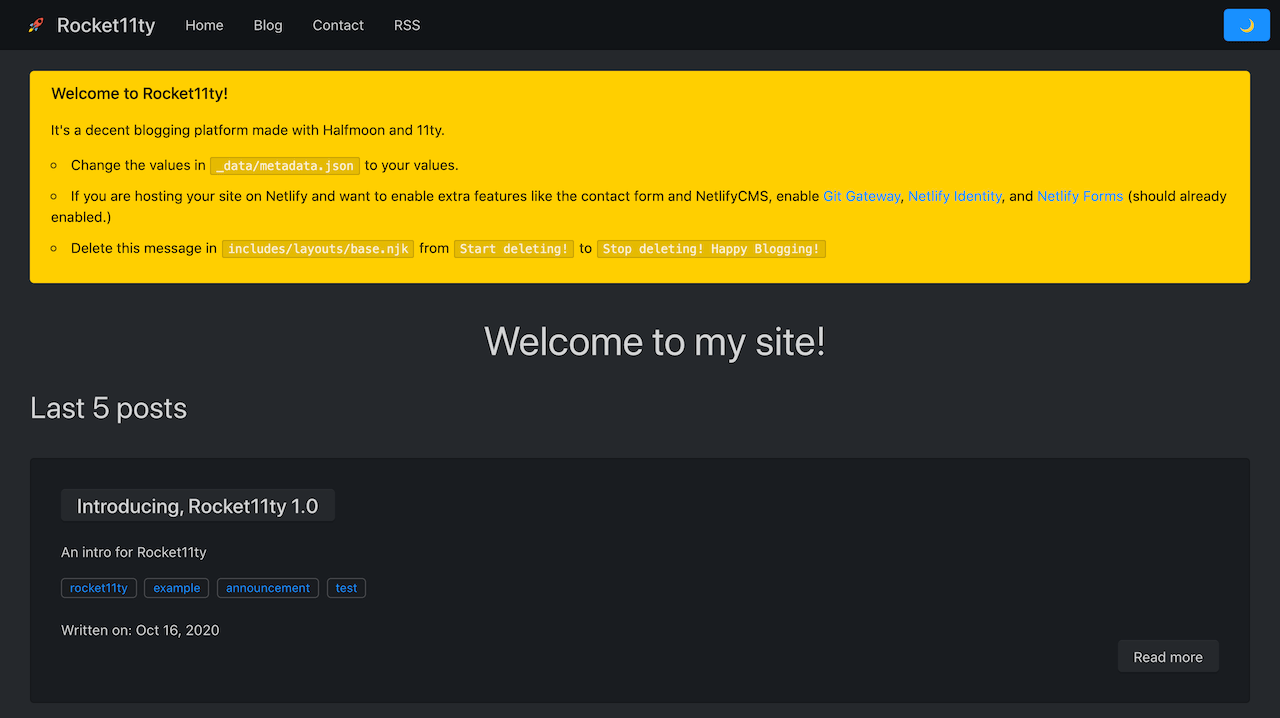 Rocket11ty Home Blog Contact RSS
Welcome to Rocket11ty!
It's a decent blogging platform made with Halfmoon and 11ty.
Change the values in _data/metadata.json to your values.
If you are hosting your site on Netlify and want to enable extra features like the contact form and NetlifyCMS, enable Git Gateway, Netlify Identity, and Netlify Forms (should already
enabled.)
Delete this message in includes/layouts/base.njk from Start deleting! to Stop deleting! Happy Blogging!
Welcome to my site!
Last 5 posts
Introducing, Rocket11ty 1.0
An intro for Rocket11ty
rocket11ty example announcement test
Written on: Oct 16, 2020
Read more